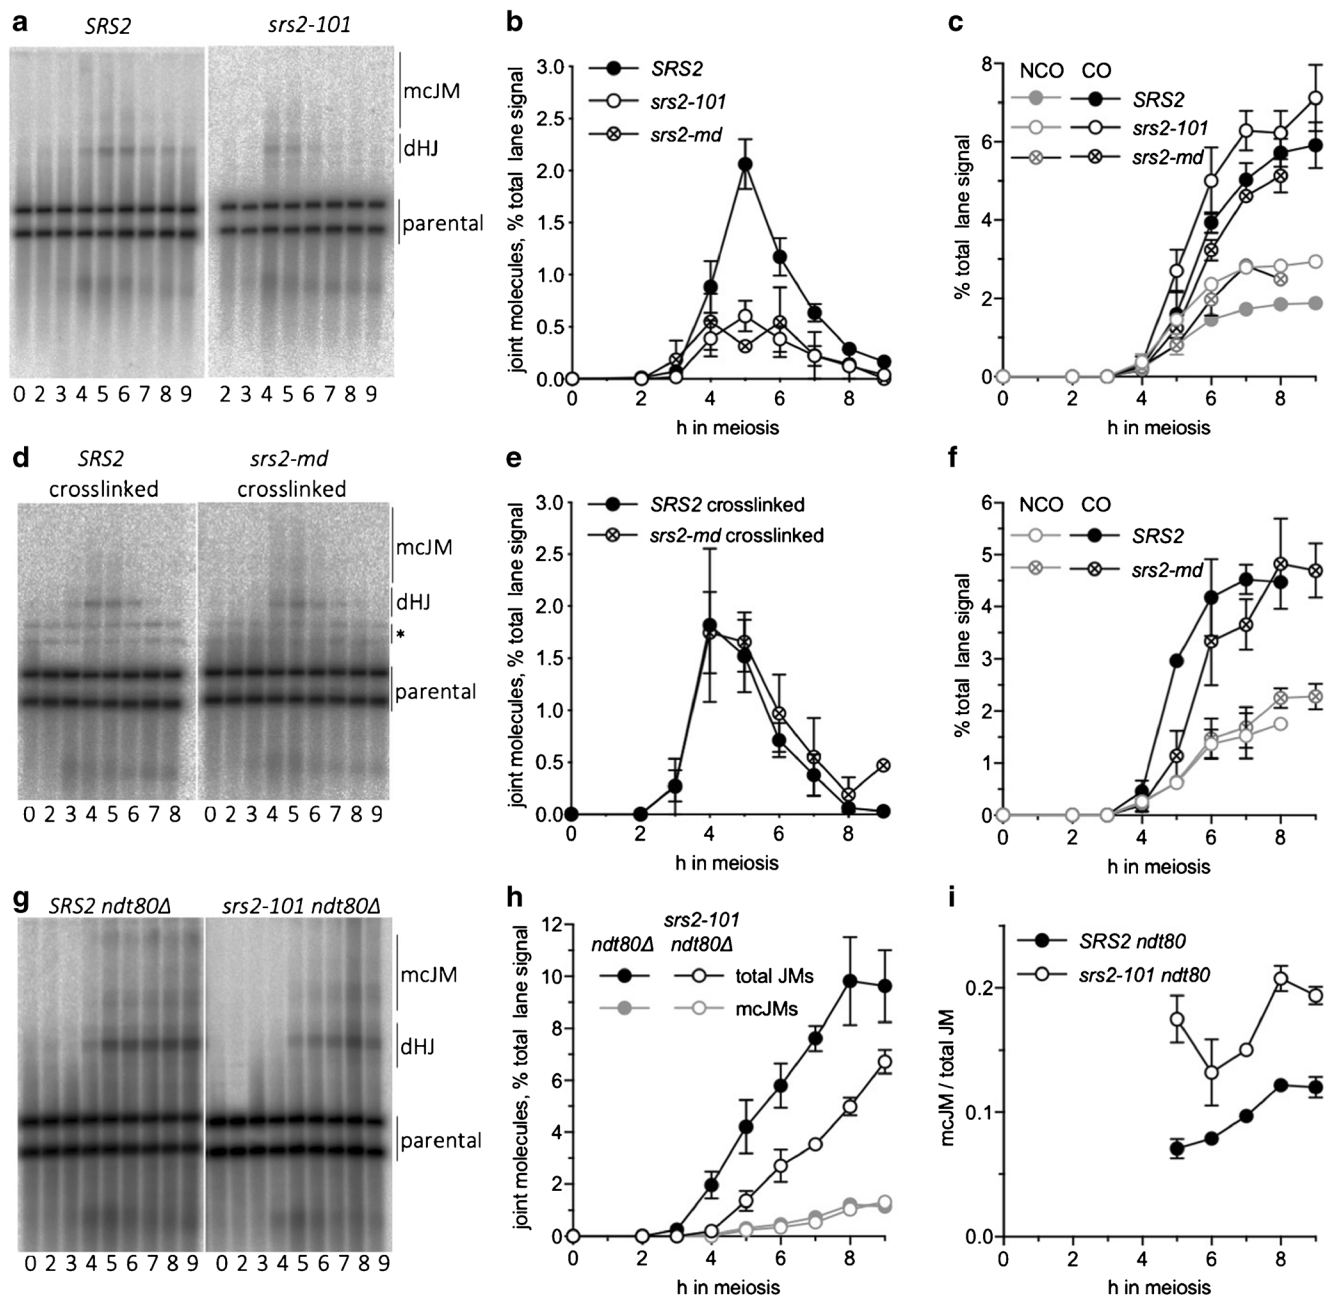 a
SRS2 srs2-101
mcJM
dHJ
parental
0 2 3 4 5 6 7 8 9 2 3 4 5 6 7 8 9
b
SRS2
srs2-101
srs2-md
joint molecules, % total lane signal
3.0
2.5
2.0
1.5
1.0
0.5
0.0
0 2 4 6 8
h in meiosis
c
NCO CO
SRS2
srs2-101
srs2-md
% total lane signal
8
6
4
2
0
0 2 4 6 8
h in meiosis
d
SRS2 srs2-md
crosslinked crosslinked
mcJM
dHJ
*
parental
0 2 3 4 5 6 7 8 0 2 3 4 5 6 7 8 9
e
SRS2 crosslinked
srs2-md crosslinked
joint molecules, % total lane signal
3.0
2.5
2.0
1.5
1.0
0.5
0.0
0 2 4 6 8
h in meiosis
f
NCO CO
SRS2
srs2-md
% total lane signal
6
5
4
3
2
1
0
0 2 4 6 8
h in meiosis
g
SRS2 ndt80Δ srs2-101 ndt80Δ
mcJM
dHJ
parental
0 2 3 4 5 6 7 8 9 0 2 3 4 5 6 7 8 9
h
srs2-101
ndt80Δ ndt80Δ
total JMs
mcJMs
joint molecules, % total lane signal
12
10
8
6
4
2
0
0 2 4 6 8
h in meiosis
i
SRS2 ndt80
srs2-101 ndt80
mcJM / total JM
0.2
0.1
0.0
0 2 4 6 8
h in meiosis